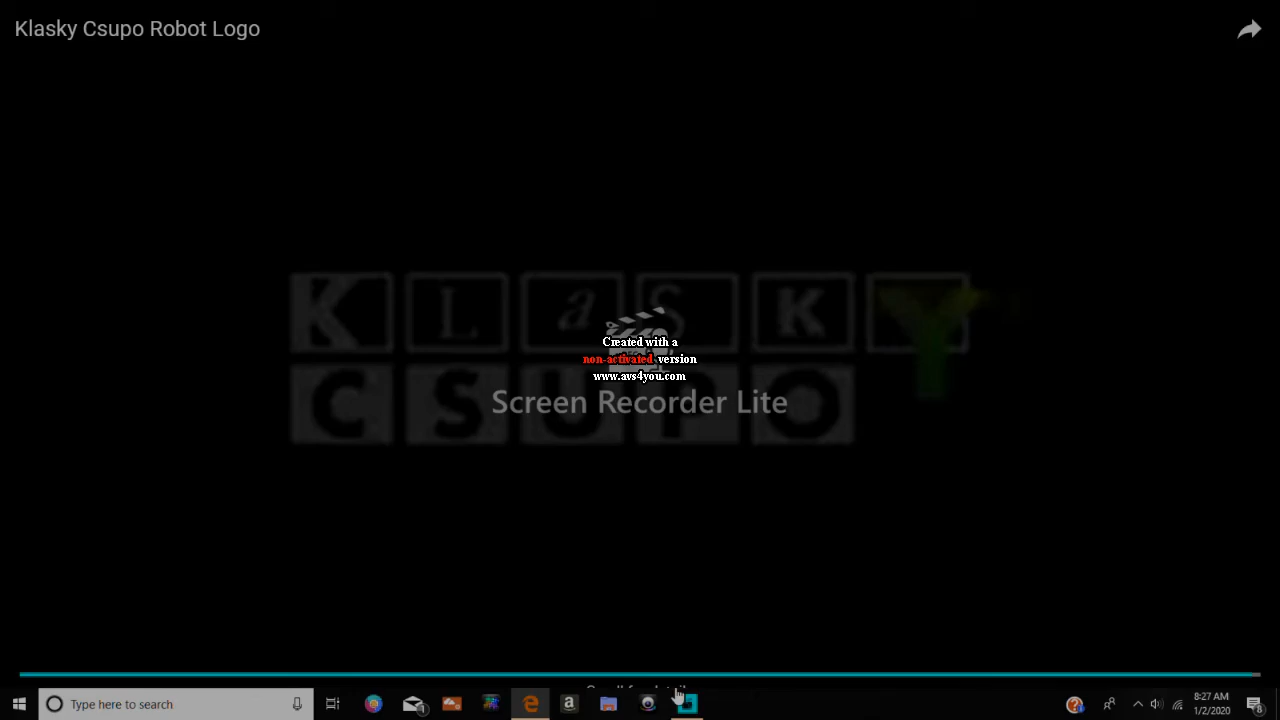 Klasky Csupo Robot Logo
K L a S K Y
Created with a
non-activated version
www.avs4you.com
C S U P O
Screen Recorder Lite
Type here to search
8:27 AM
1/2/2020